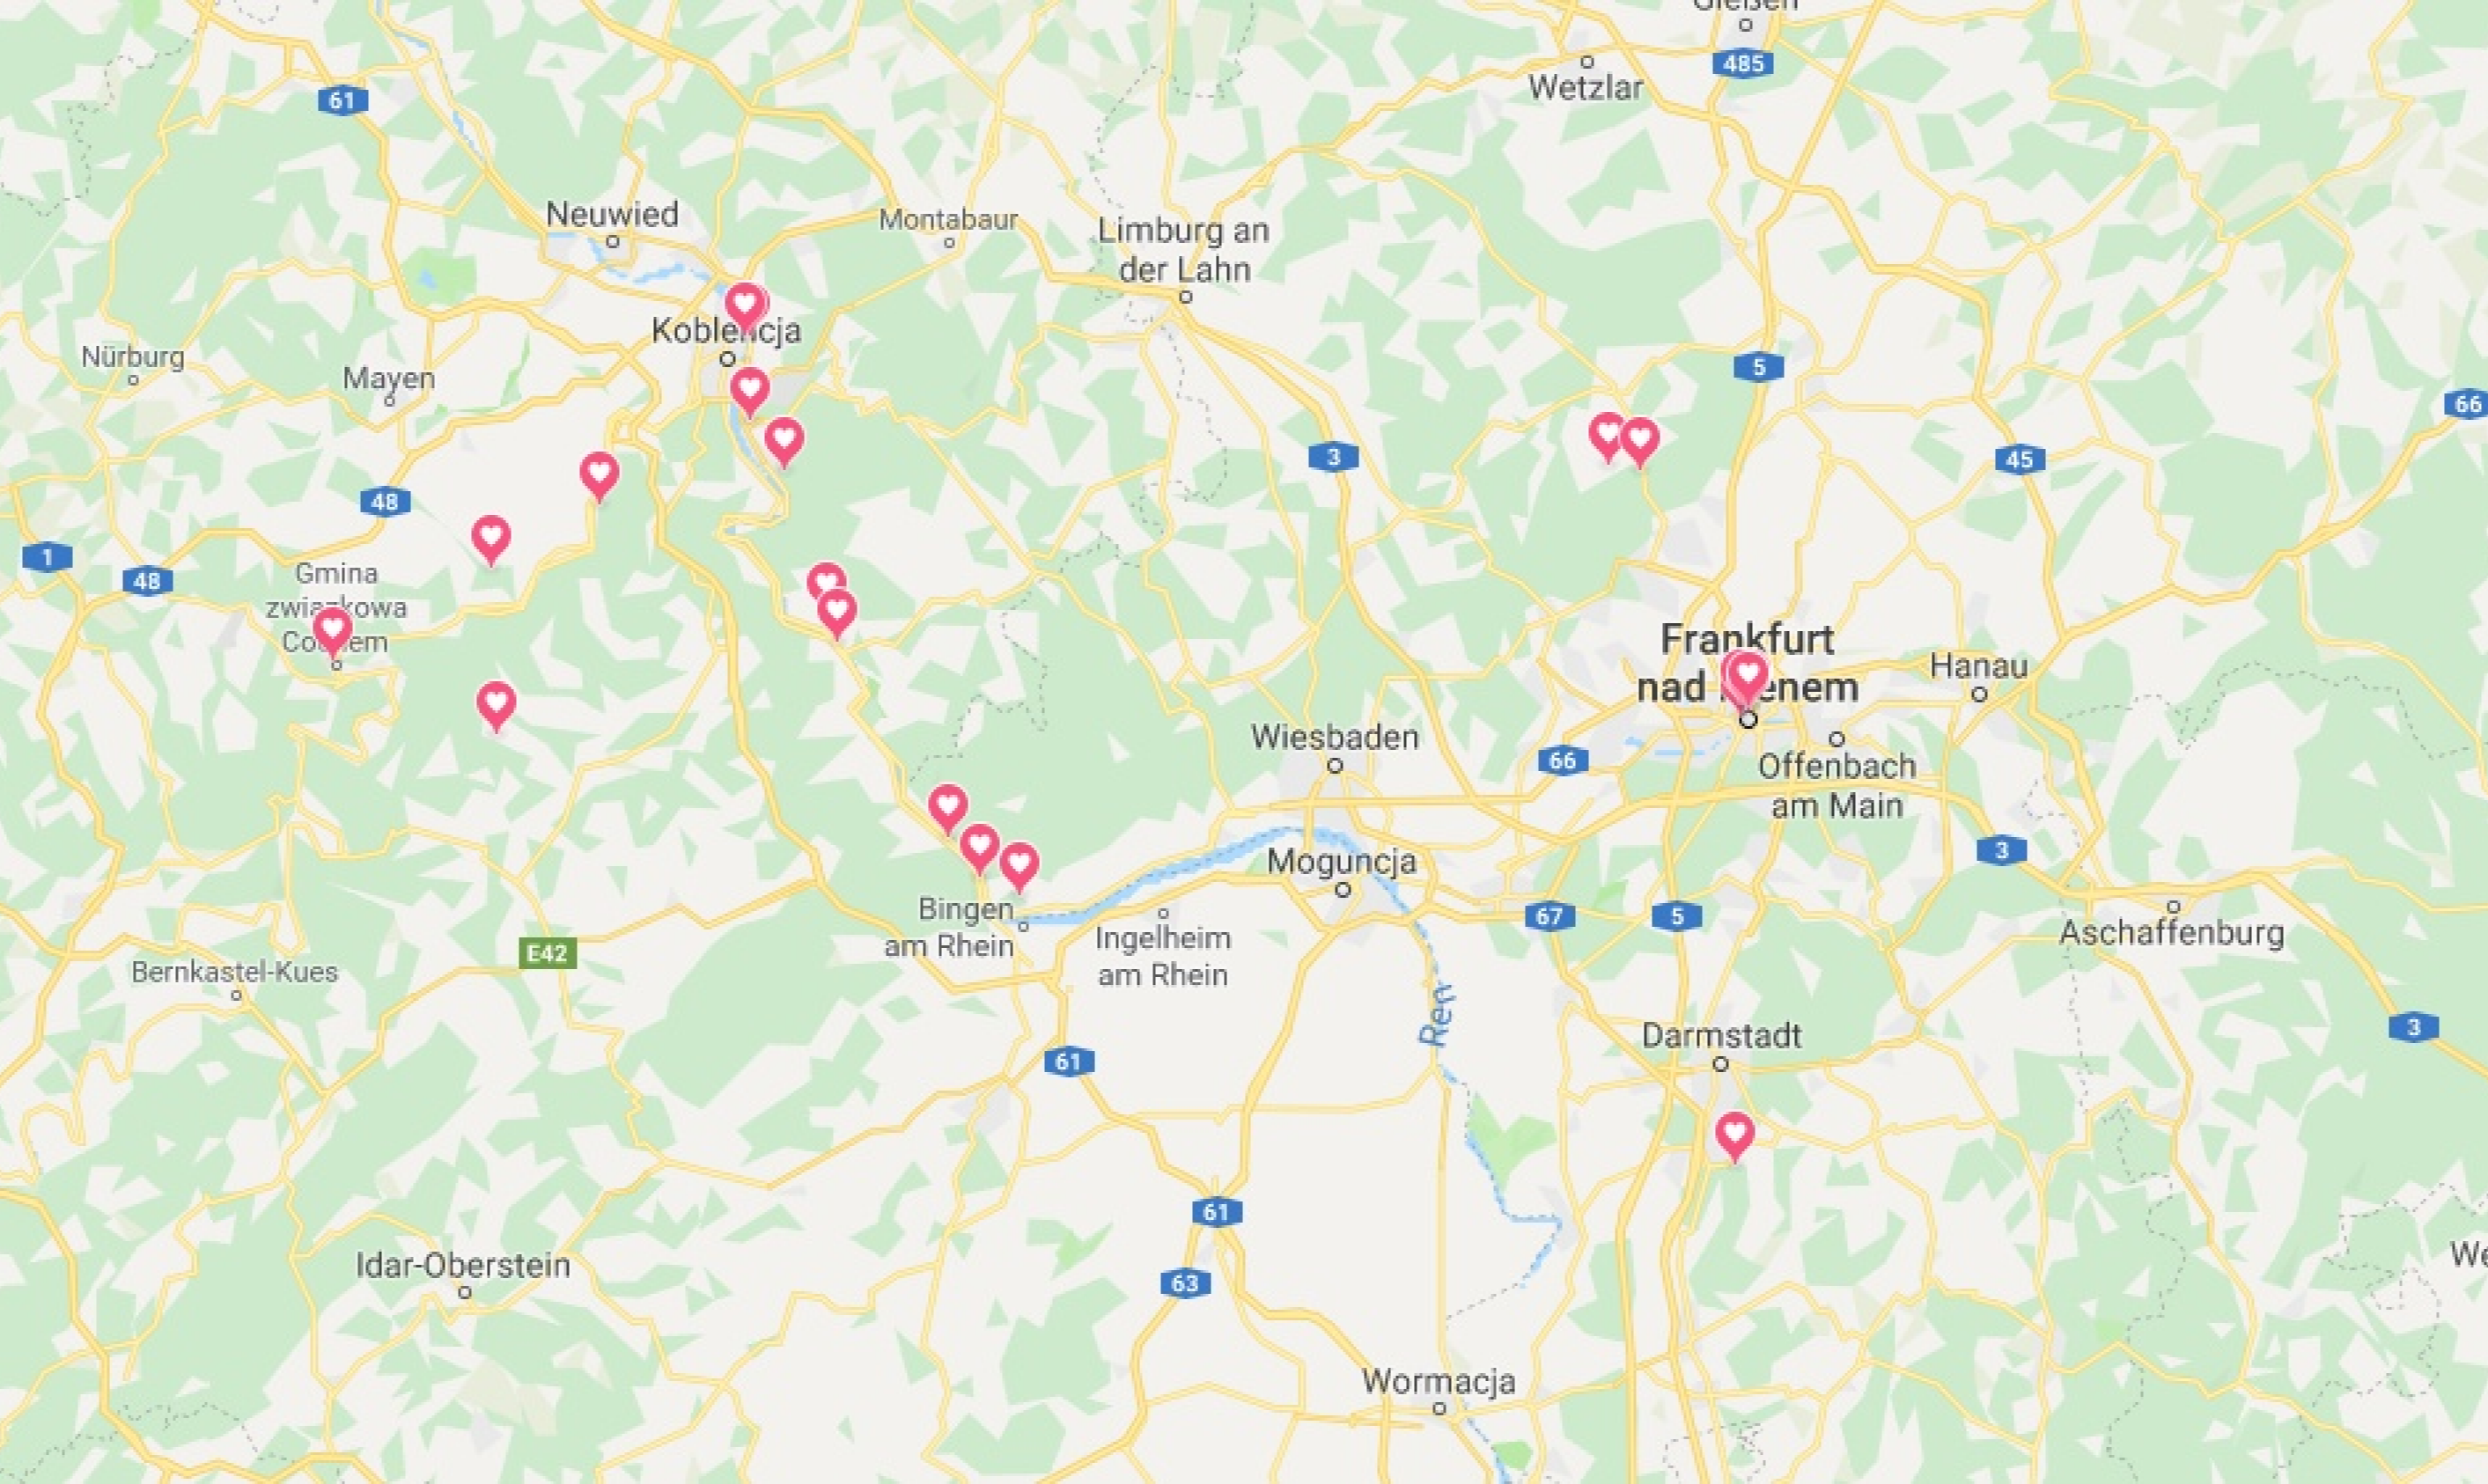 Gießen
485
Wetzlar
61
Neuwied
Montabaur
Limburg an
der Lahn
Koblencja
Nürburg
Mayen
5
66
3
45
48
1
48
Gmina
związkowa
Cochem
Frankfurt
nad Menem
Hanau
Wiesbaden
66
Offenbach
am Main
Moguncja
3
Bingen
am Rhein
Ingelheim
am Rhein
67
5
Aschaffenburg
E42
Bernkastel-Kues
Ren
3
Darmstadt
61
61
We
Idar-Oberstein
63
Wormacja